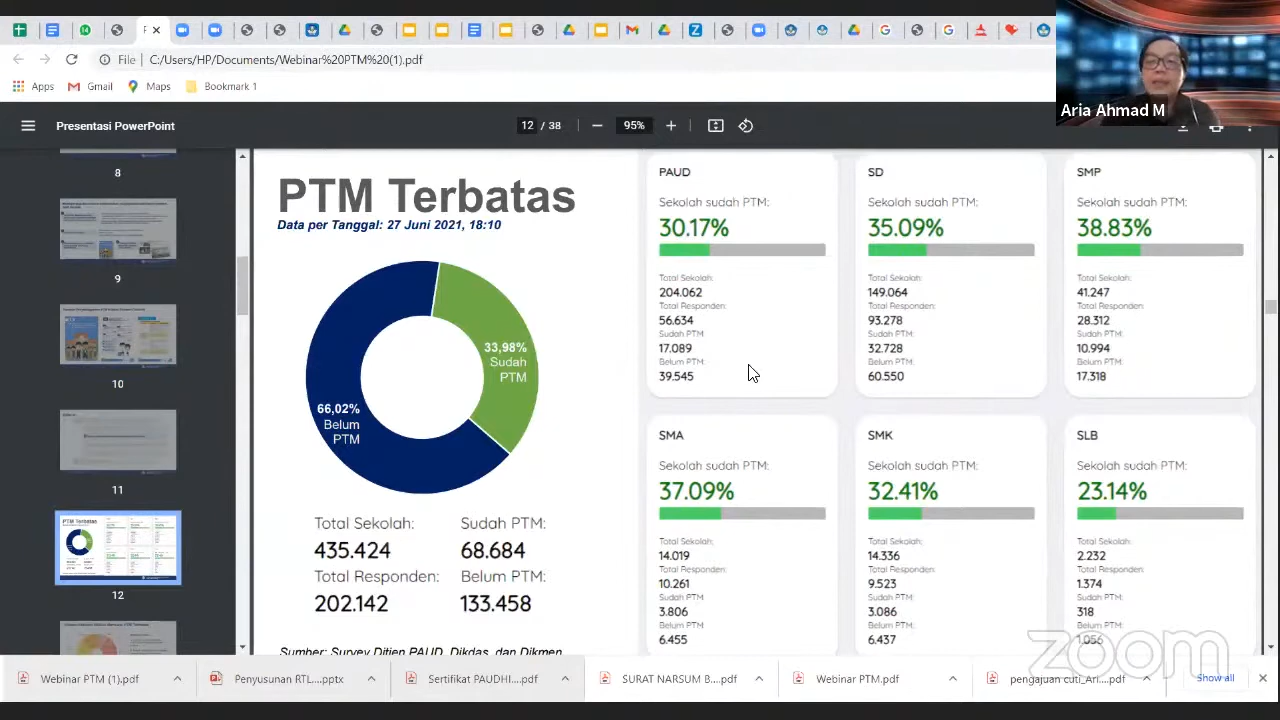 File
C:/Users/HP/Documents/Webinar%20PTM%20(1).pdf
Apps
Gmail
Maps
Bookmark 1
Aria Ahmad M
Presentasi PowerPoint
12 / 38
95%
8
9
10
11
12
PTM Terbatas
Data per Tanggal: 27 Juni 2021, 18:10
33,98%
Sudah
PTM
66,02%
Belum
PTM
Total Sekolah:
435.424
Total Responden:
202.142
Sudah PTM:
68.684
Belum PTM:
133.458
Sumber: Survey Ditjen PAUD, Dikdas, dan Dikmen
PAUD
Sekolah sudah PTM:
30.17%
Total Sekolah:
204.062
Total Responden:
56.634
Sudah PTM:
17.089
Belum PTM:
39.545
SD
Sekolah sudah PTM:
35.09%
Total Sekolah:
149.064
Total Responden:
93.278
Sudah PTM:
32.728
Belum PTM:
60.550
SMP
Sekolah sudah PTM:
38.83%
Total Sekolah:
41.247
Total Responden:
28.312
Sudah PTM:
10.994
Belum PTM:
17.318
SMA
Sekolah sudah PTM:
37.09%
Total Sekolah:
14.019
Total Responden:
10.261
Sudah PTM:
3.806
Belum PTM:
6.455
SMK
Sekolah sudah PTM:
32.41%
Total Sekolah:
14.336
Total Responden:
9.523
Sudah PTM:
3.086
Belum PTM:
6.437
SLB
Sekolah sudah PTM:
23.14%
Total Sekolah:
2.232
Total Responden:
1.374
Sudah PTM:
318
Belum PTM:
1.056
zoom
Webinar PTM (1).pdf
Penyusunan RTL....pptx
Sertifikat PAUDHI....pdf
SURAT NARSUM B....pdf
Webinar PTM.pdf
pengajuan cuti_Ari....pdf
Show all